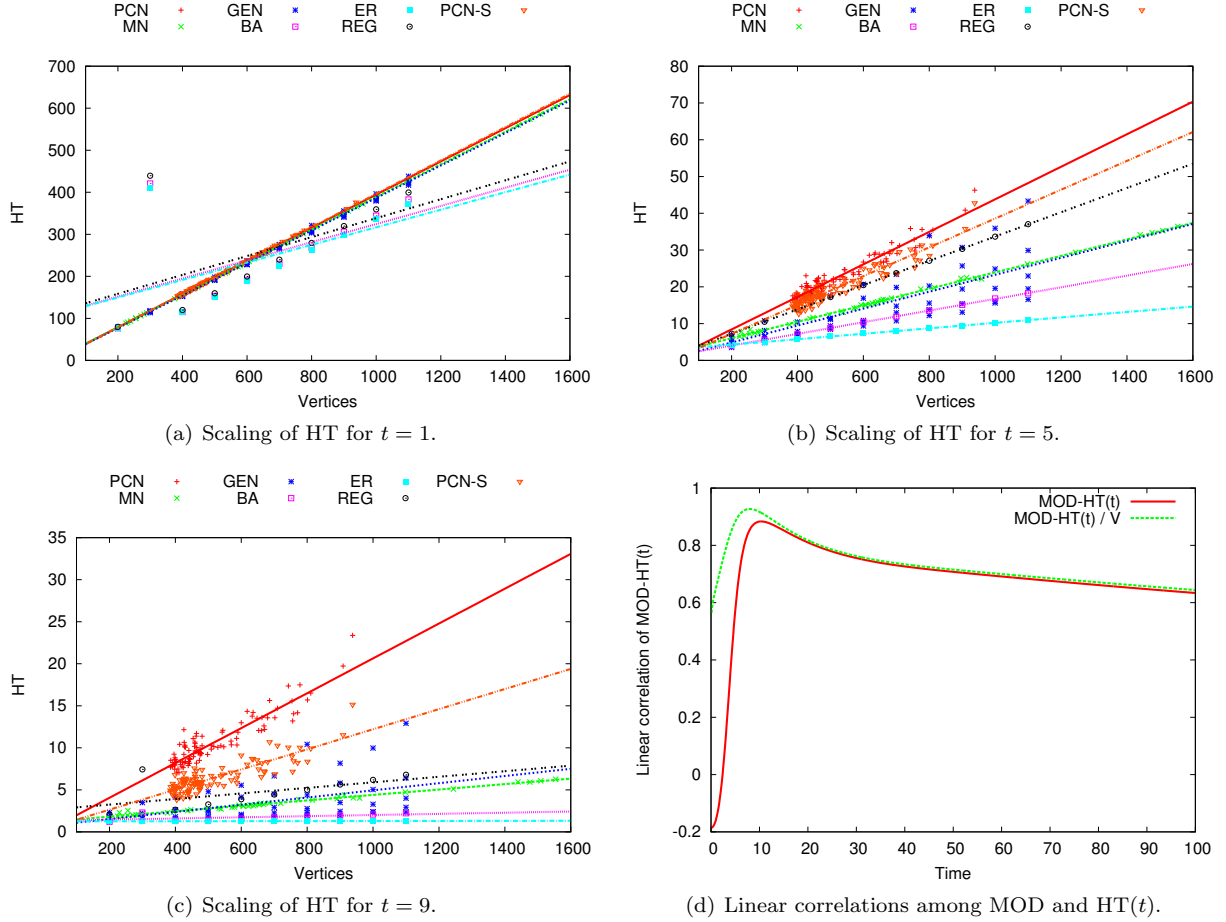 PCN GEN ER PCN-S
MN BA REG
700
600
500
400
300
200
100
0
HT
200 400 600 800 1000 1200 1400 1600
Vertices
(a) Scaling of HT for t = 1.
PCN GEN ER PCN-S
MN BA REG
80
70
60
50
40
30
20
10
0
HT
200 400 600 800 1000 1200 1400 1600
Vertices
(b) Scaling of HT for t = 5.
PCN GEN ER PCN-S
MN BA REG
35
30
25
20
15
10
5
0
HT
200 400 600 800 1000 1200 1400 1600
Vertices
(c) Scaling of HT for t = 9.
MOD-HT(t)
MOD-HT(t) / V
1
0.8
0.6
0.4
0.2
0
-0.2
Linear correlation of MOD-HT(t)
0 10 20 30 40 50 60 70 80 90 100
Time
(d) Linear correlations among MOD and HT(t).